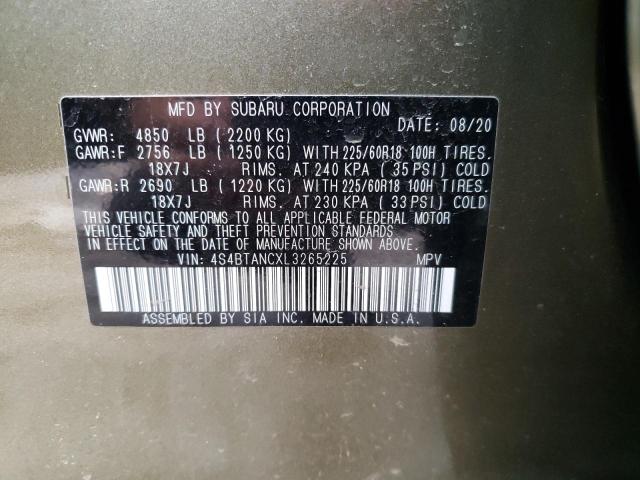 MFD BY SUBARU CORPORATION
DATE: 08/20
GVWR: 4850 LB (2200 KG)
GAWR:F 2756 LB (1250 KG) WITH 225/60R18 100H TIRES.
18X7J RIMS. AT 240 KPA (35 PSI) COLD
GAWR:R 2690 LB (1220 KG) WITH 225/60R18 100H TIRES.
18X7J RIMS. AT 230 KPA (33 PSI) COLD
THIS VEHICLE CONFORMS TO ALL APPLICABLE FEDERAL MOTOR
VEHICLE SAFETY AND THEFT PREVENTION STANDARDS
IN EFFECT ON THE DATE OF MANUFACTURE SHOWN ABOVE.
VIN: 4S4BTANCXL3265225 MPV
ASSEMBLED BY SIA INC. MADE IN U.S.A.